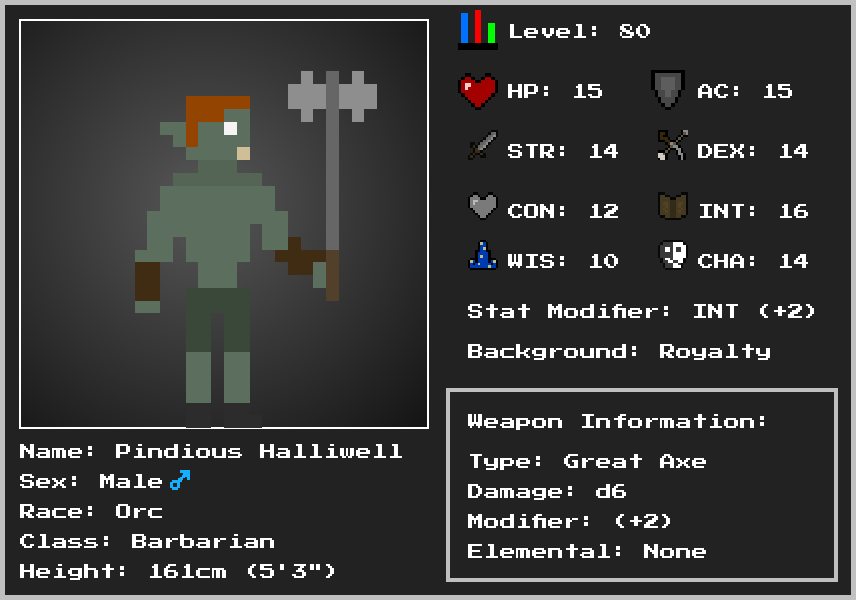 Level: 80
HP: 15 AC: 15
STR: 14 DEX: 14
CON: 12 INT: 16
WIS: 10 CHA: 14
Stat Modifier: INT (+2)
Background: Royalty
Weapon Information:
Type: Great Axe
Damage: d6
Modifier: (+2)
Elemental: None
Name: Pindious Halliwell
Sex: Male ♂
Race: Orc
Class: Barbarian
Height: 161cm (5'3")